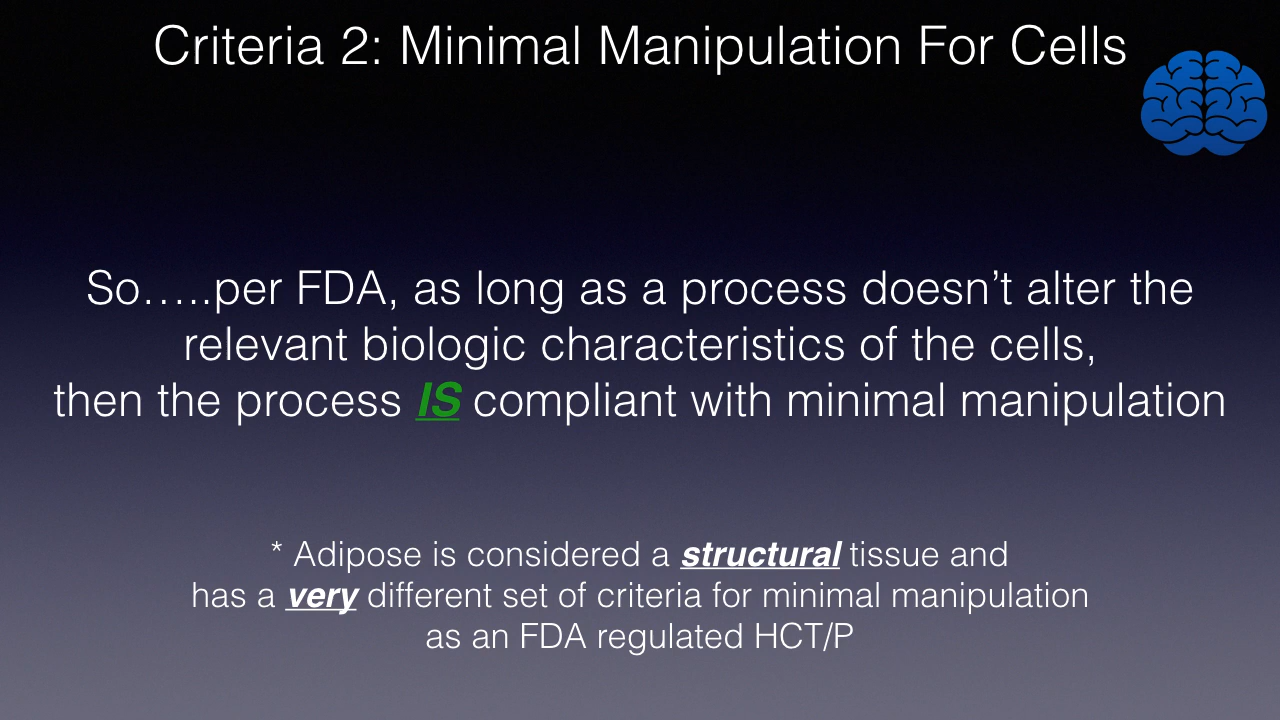 Criteria 2: Minimal Manipulation For Cells
So…..per FDA, as long as a process doesn’t alter the
relevant biologic characteristics of the cells,
then the process IS compliant with minimal manipulation
* Adipose is considered a structural tissue and
has a very different set of criteria for minimal manipulation
as an FDA regulated HCT/P